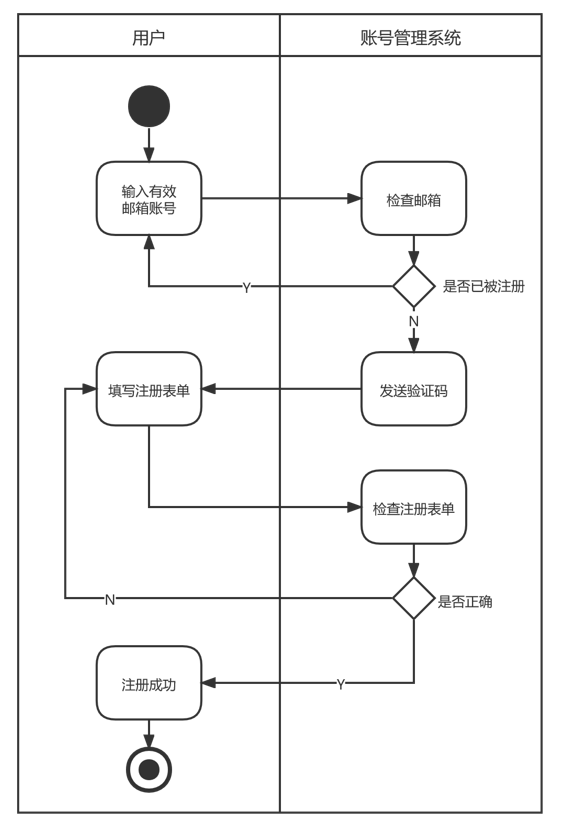 用户
账号管理系统
输入有效
邮箱账号
检查邮箱
Y
是否已被注册
N
填写注册表单
发送验证码
检查注册表单
N
是否正确
注册成功
Y